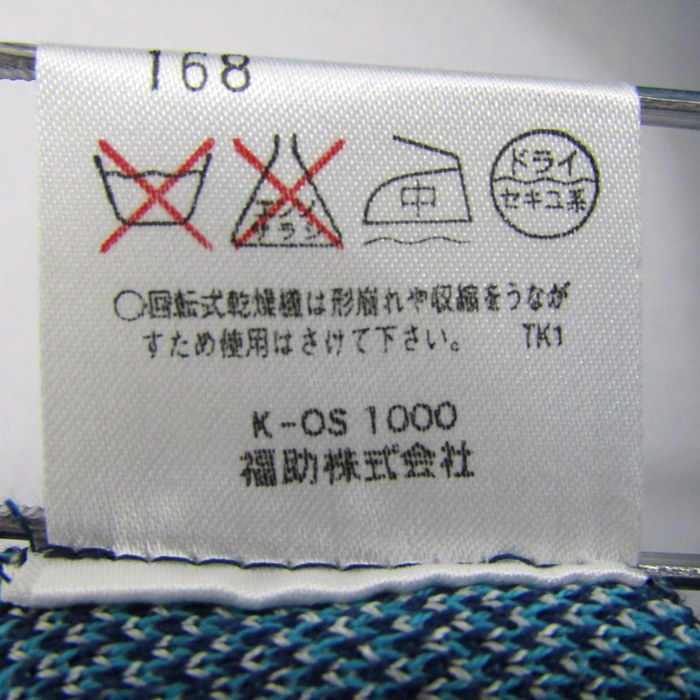 168
エンソ
サラシ
中
ドライ
セキユ系
○回転式乾燥機は形崩れや収縮をうなが
すため使用はさけて下さい。 TK1
K-OS 1000
福助株式会社